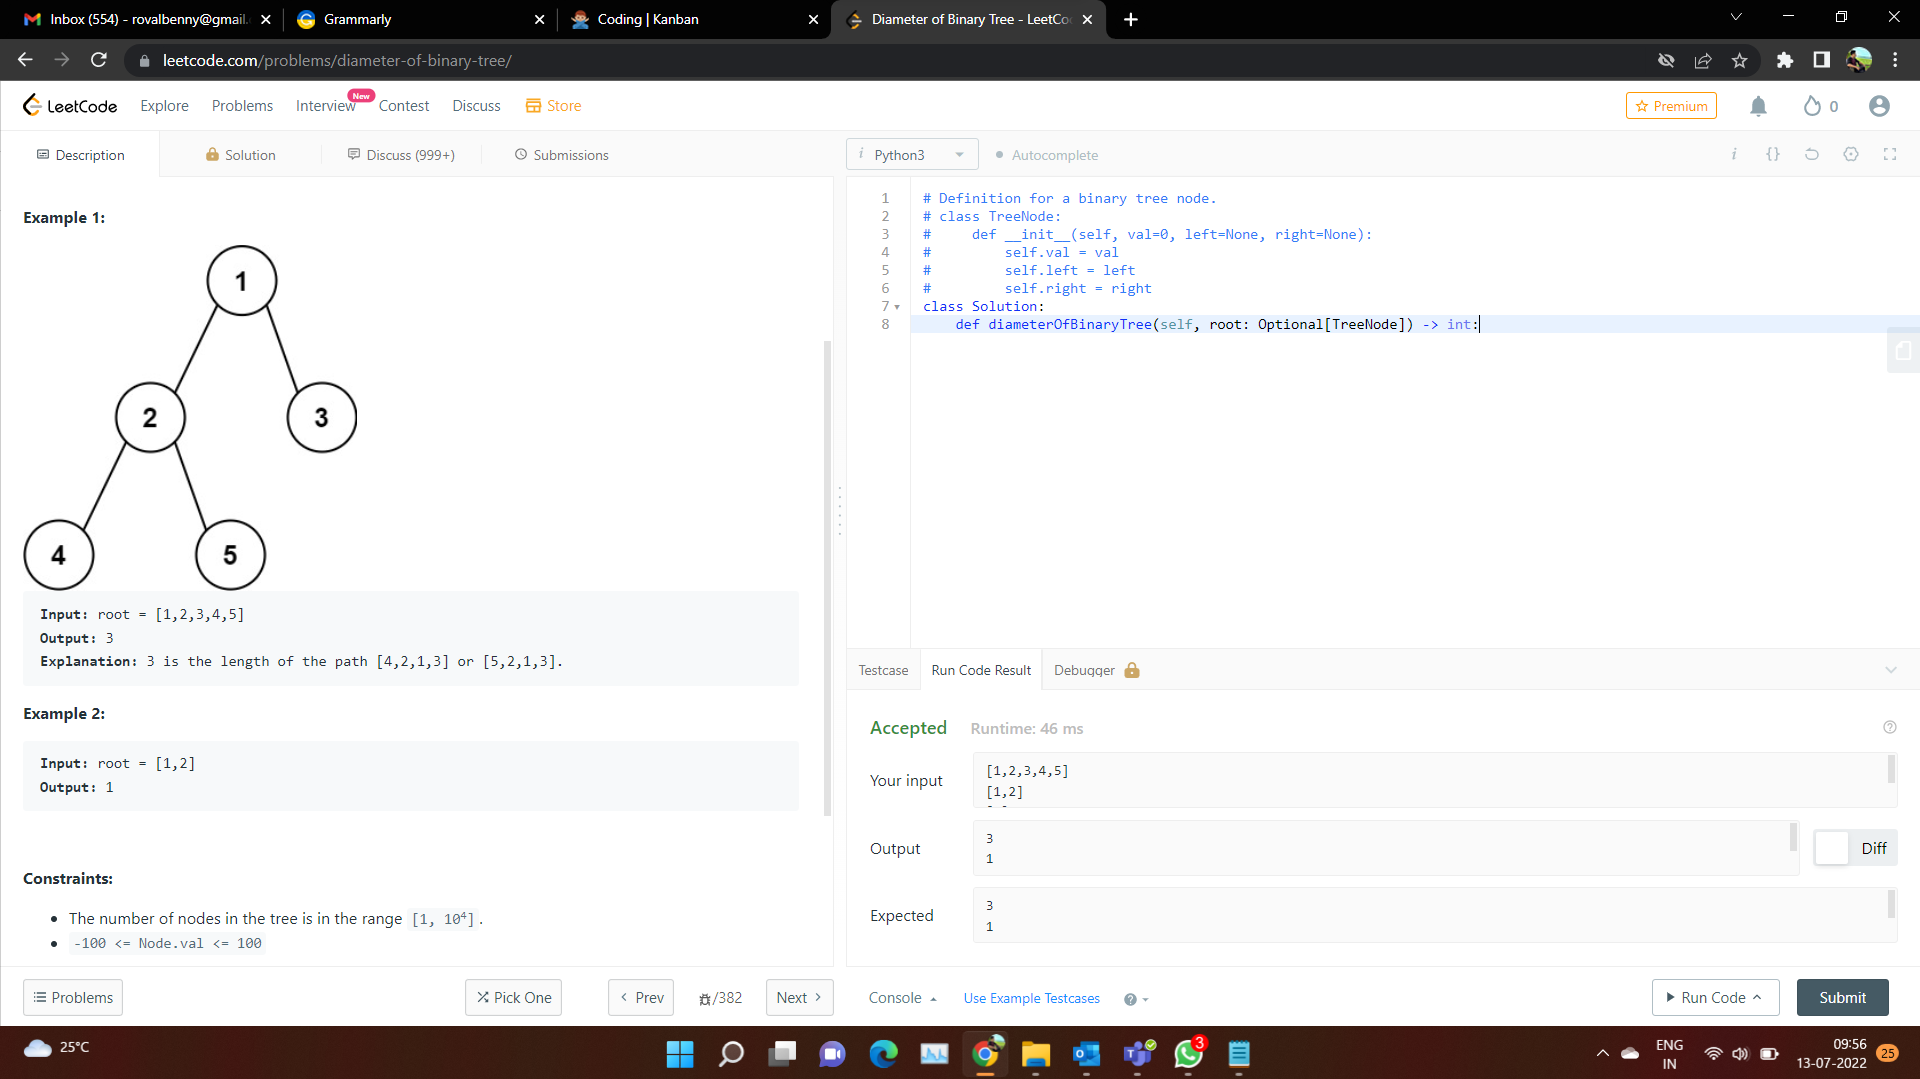 Inbox (554) - rovalbenny@gmail.
Grammarly
Coding | Kanban
Diameter of Binary Tree - LeetCo
leetcode.com/problems/diameter-of-binary-tree/
LeetCode
Explore
Problems
Interview
New
Contest
Discuss
Store
Premium
0
Description
Solution
Discuss (999+)
Submissions
i Python3
Autocomplete
i {}
Example 1:
1
2
3
4
5
Input: root = [1,2,3,4,5]
Output: 3
Explanation: 3 is the length of the path [4,2,1,3] or [5,2,1,3].
Example 2:
Input: root = [1,2]
Output: 1
Constraints:
• The number of nodes in the tree is in the range [1, 10⁴].
• -100 <= Node.val <= 100
1 # Definition for a binary tree node.
2 # class TreeNode:
3 #     def __init__(self, val=0, left=None, right=None):
4 #         self.val = val
5 #         self.left = left
6 #         self.right = right
7 class Solution:
8     def diameterOfBinaryTree(self, root: Optional[TreeNode]) -> int:
Testcase
Run Code Result
Debugger
Accepted
Runtime: 46 ms
Your input
[1,2,3,4,5]
[1,2]
Output
3
1
Diff
Expected
3
1
Problems
Pick One
Prev
/382
Next
Console
Use Example Testcases
Run Code
Submit
25°C
3
ENG
IN
09:56
13-07-2022
25